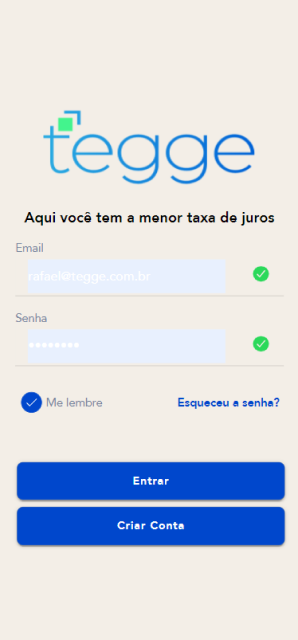 tegge
Aqui você tem a menor taxa de juros
Email
rafael@tegge.com.br
Senha
••••••••
Me lembre
Esqueceu a senha?
Entrar
Criar Conta